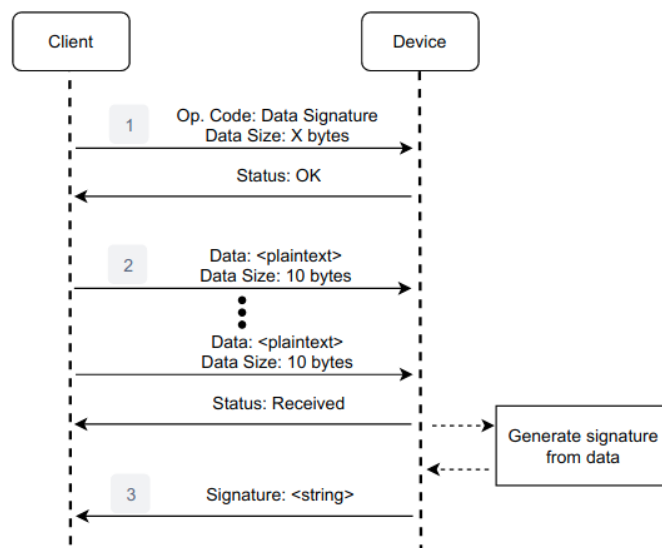 Client
Device
1
Op. Code: Data Signature
Data Size: X bytes
Status: OK
2
Data: <plaintext>
Data Size: 10 bytes
Data: <plaintext>
Data Size: 10 bytes
Status: Received
Generate signature
from data
3
Signature: <string>